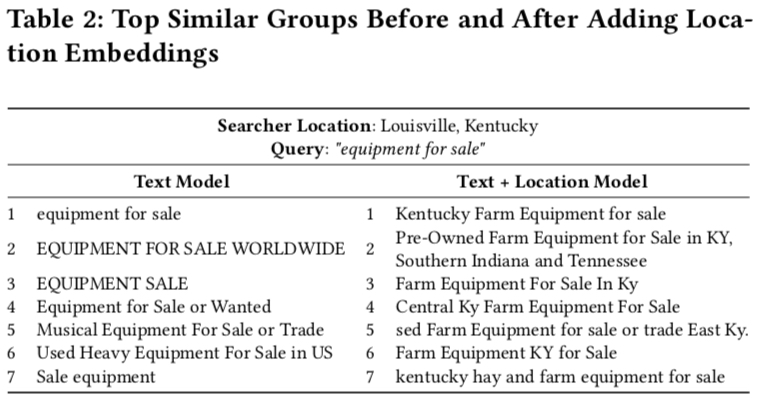 Table 2: Top Similar Groups Before and After Adding Loca-
tion Embeddings
Searcher Location: Louisville, Kentucky
Query: "equipment for sale"
Text Model Text + Location Model
1 equipment for sale 1 Kentucky Farm Equipment for sale
2 EQUIPMENT FOR SALE WORLDWIDE 2 Pre-Owned Farm Equipment for Sale in KY,
Southern Indiana and Tennessee
3 EQUIPMENT SALE 3 Farm Equipment For Sale In Ky
4 Equipment for Sale or Wanted 4 Central Ky Farm Equipment For Sale
5 Musical Equipment For Sale or Trade 5 sed Farm Equipment for sale or trade East Ky.
6 Used Heavy Equipment For Sale in US 6 Farm Equipment KY for Sale
7 Sale equipment 7 kentucky hay and farm equipment for sale